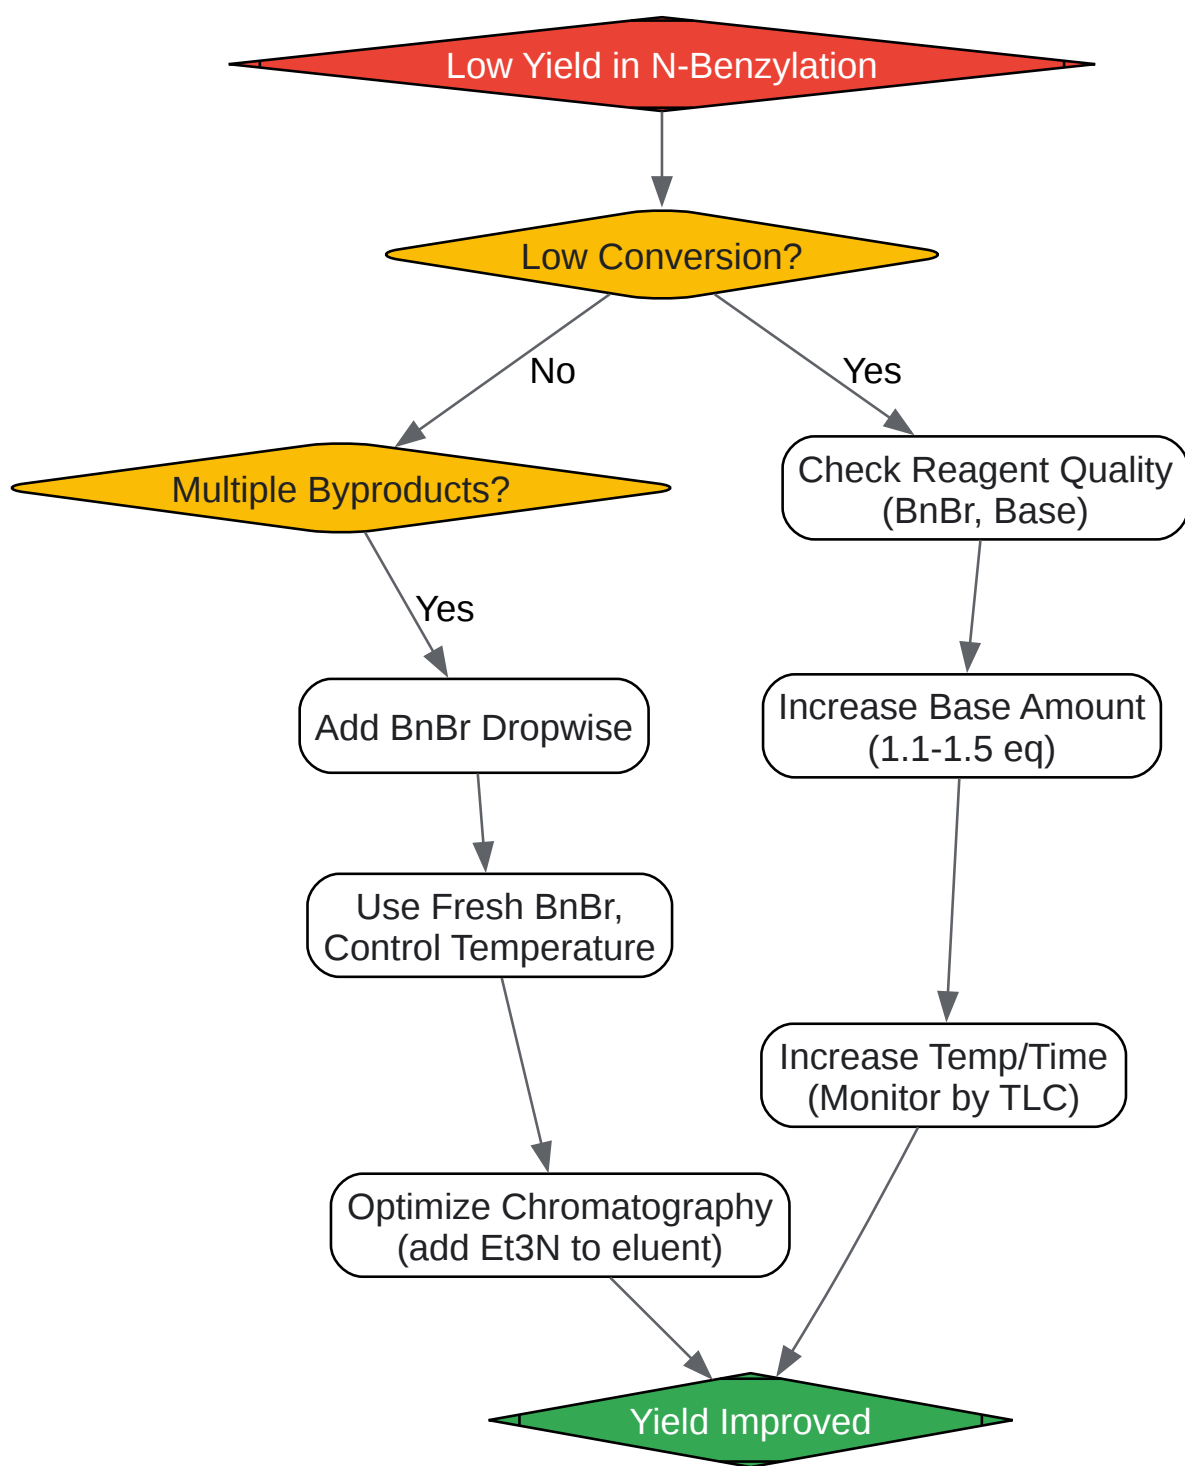 Low Yield in N-Benzylation
Low Conversion?
No
Yes
Multiple Byproducts?
Check Reagent Quality
(BnBr, Base)
Yes
Add BnBr Dropwise
Increase Base Amount
(1.1-1.5 eq)
Use Fresh BnBr,
Control Temperature
Increase Temp/Time
(Monitor by TLC)
Optimize Chromatography
(add Et3N to eluent)
Yield Improved